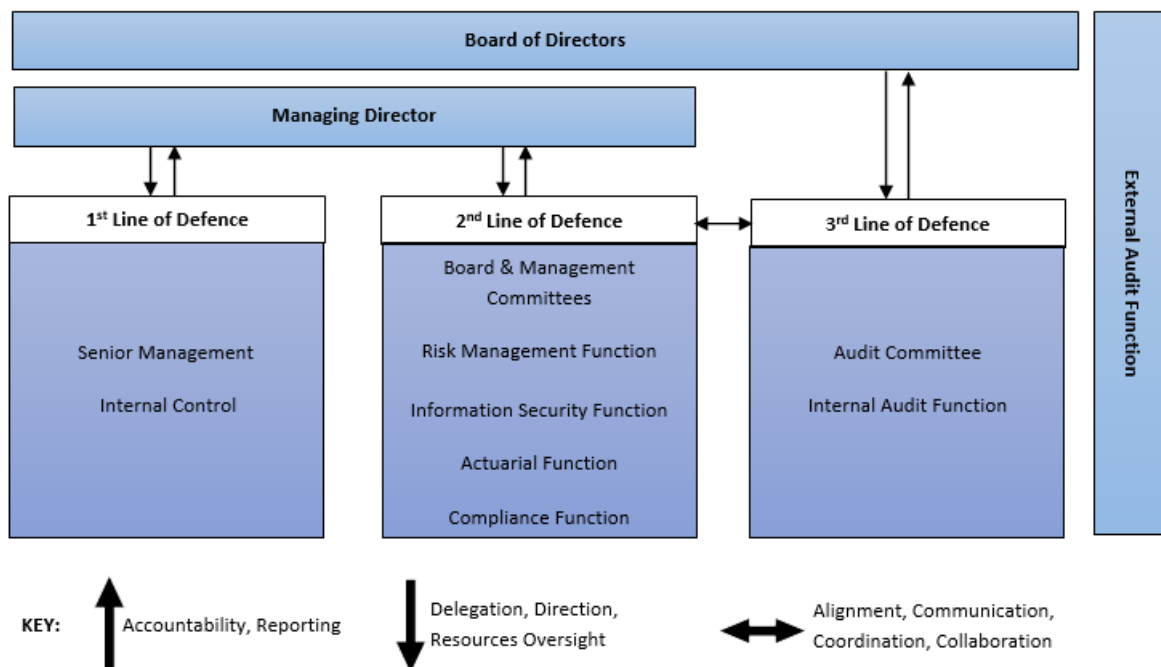 Board of Directors
Managing Director
External Audit Function
1st Line of Defence
2nd Line of Defence
3rd Line of Defence
Senior Management
Internal Control
Board & Management
Committees
Risk Management Function
Information Security Function
Actuarial Function
Compliance Function
Audit Committee
Internal Audit Function
KEY:
Accountability, Reporting
Delegation, Direction,
Resources Oversight
Alignment, Communication,
Coordination, Collaboration